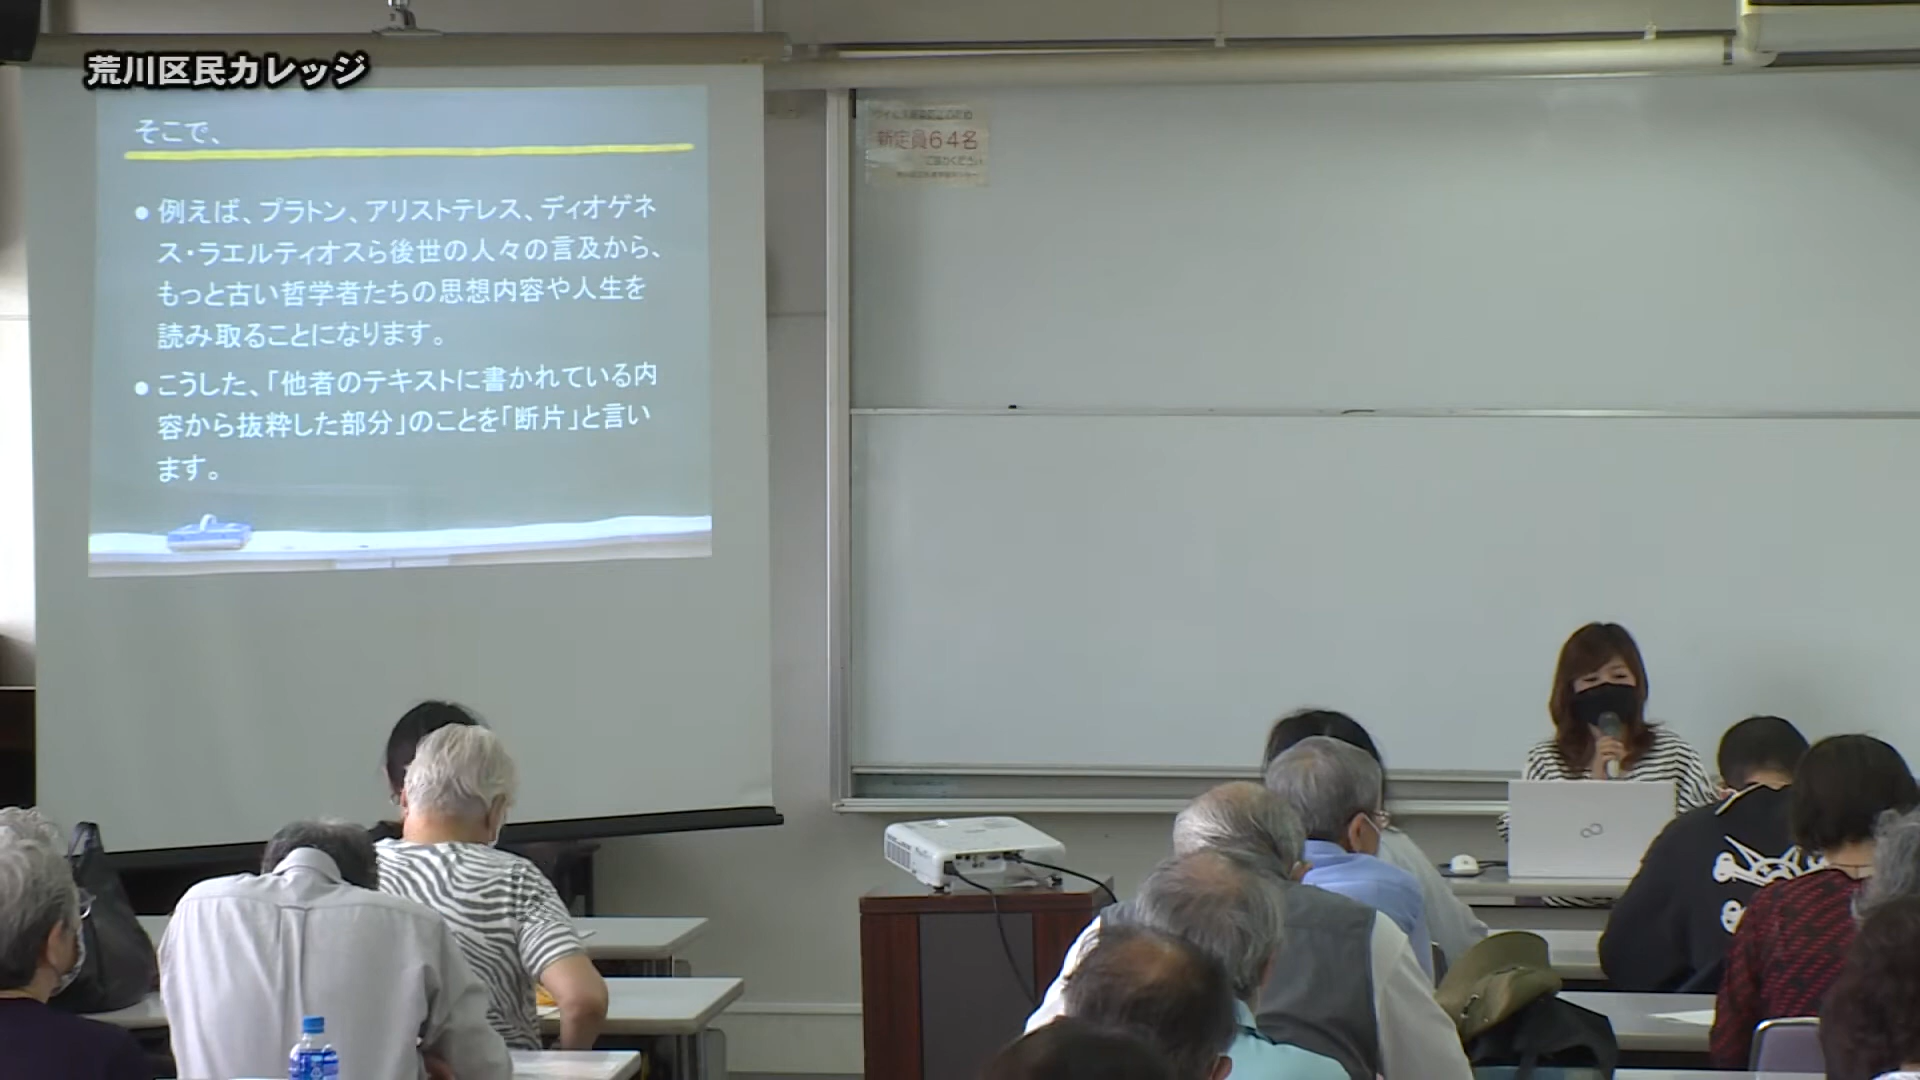 荒川区民カレッジ
そこで、
● 例えば、プラトン、アリストテレス、ディオゲネ
ス・ラエルティオスら後世の人々の言及から、
もっと古い哲学者たちの思想内容や人生を
読み取ることになります。
● こうした、「他者のテキストに書かれている内
容から抜粋した部分」のことを「断片」と言い
ます。
新定員64名